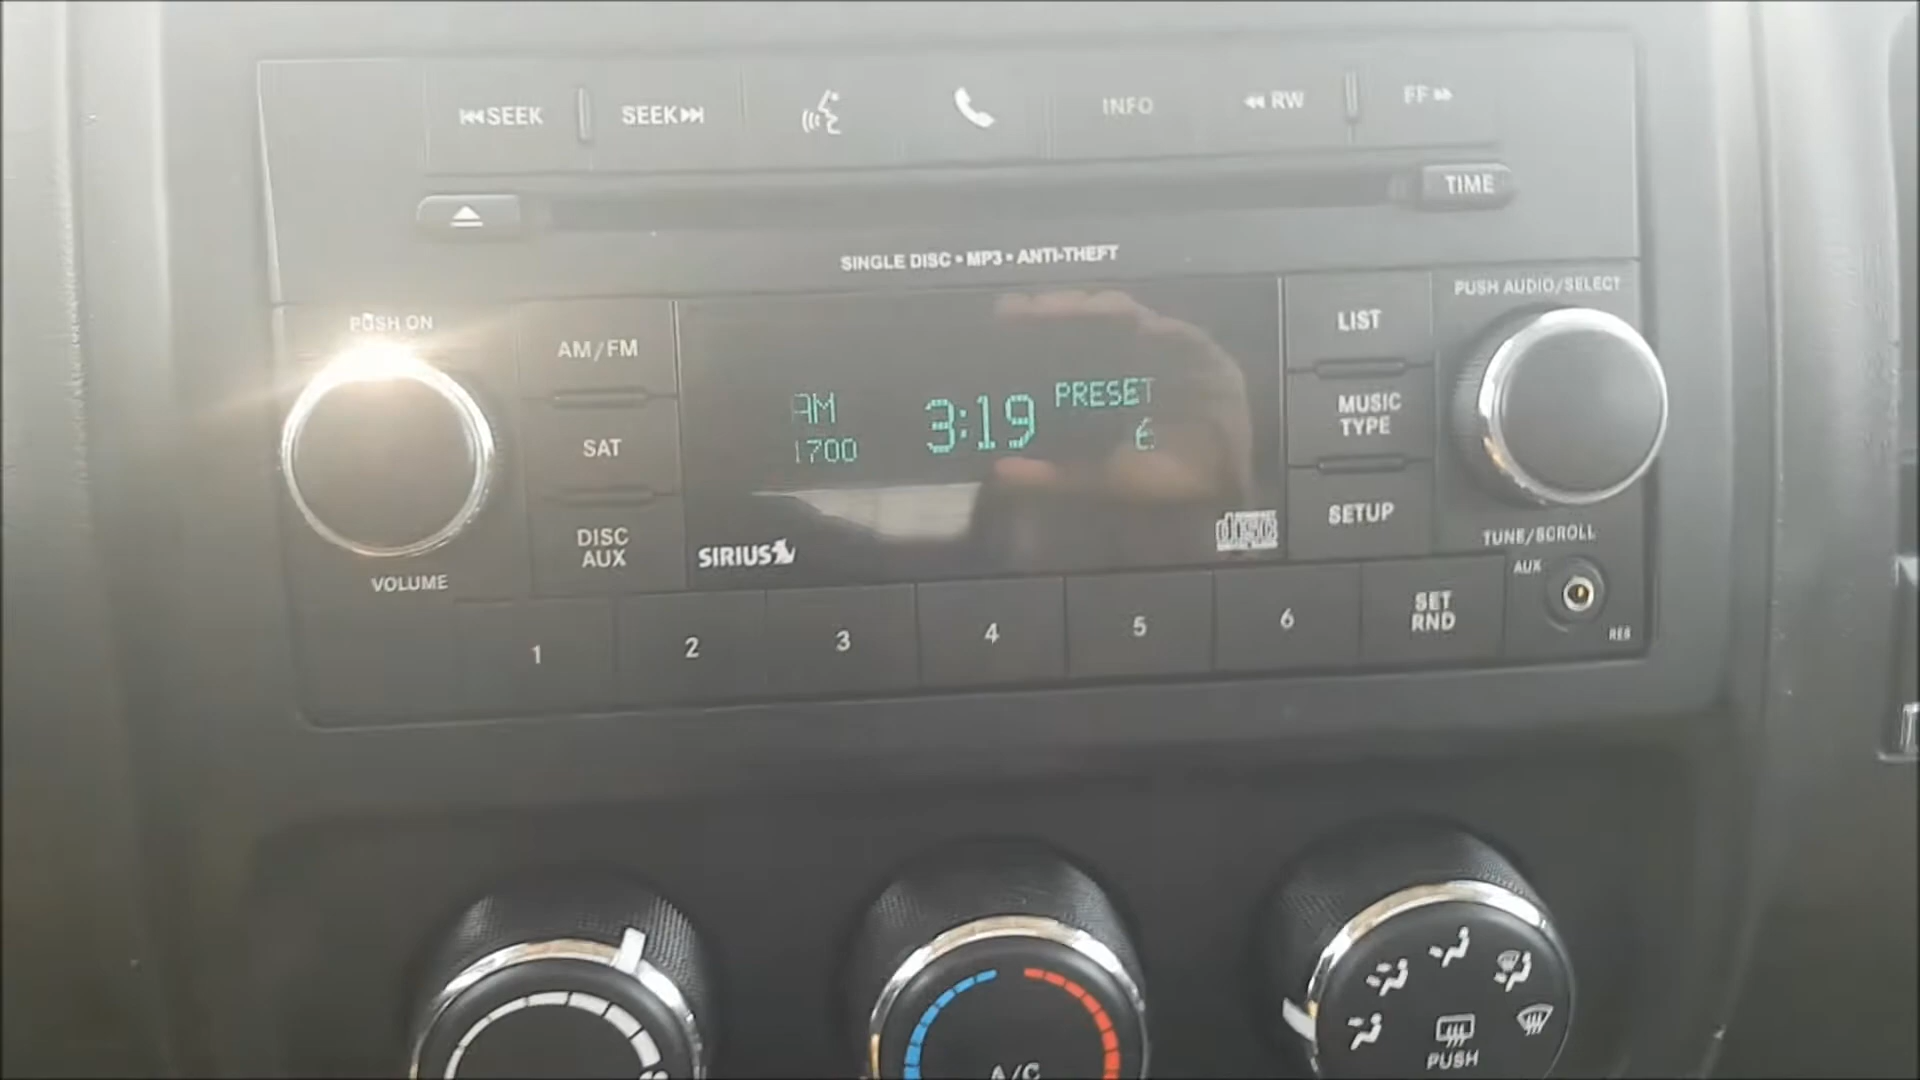 SEEK
SEEK
INFO
RW
FF
TIME
SINGLE DISC • MP3 • ANTI-THEFT
PUSH ON
VOLUME
AM/FM
SAT
DISC
AUX
AM
1700
3:19
PRESET
6
SIRIUS
COMPACT
disc
LIST
MUSIC
TYPE
SETUP
PUSH AUDIO/SELECT
TUNE/SCROLL
AUX
1
2
3
4
5
6
SET
RND
A/C
PUSH